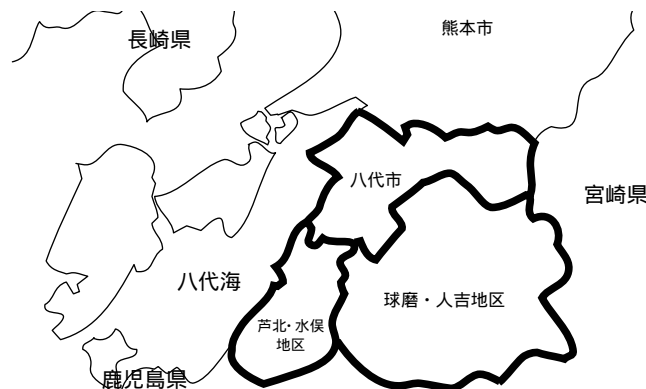 熊本市
長崎県
八代市
宮崎県
八代海
球磨・人吉地区
芦北・水俣
地区
鹿児島県